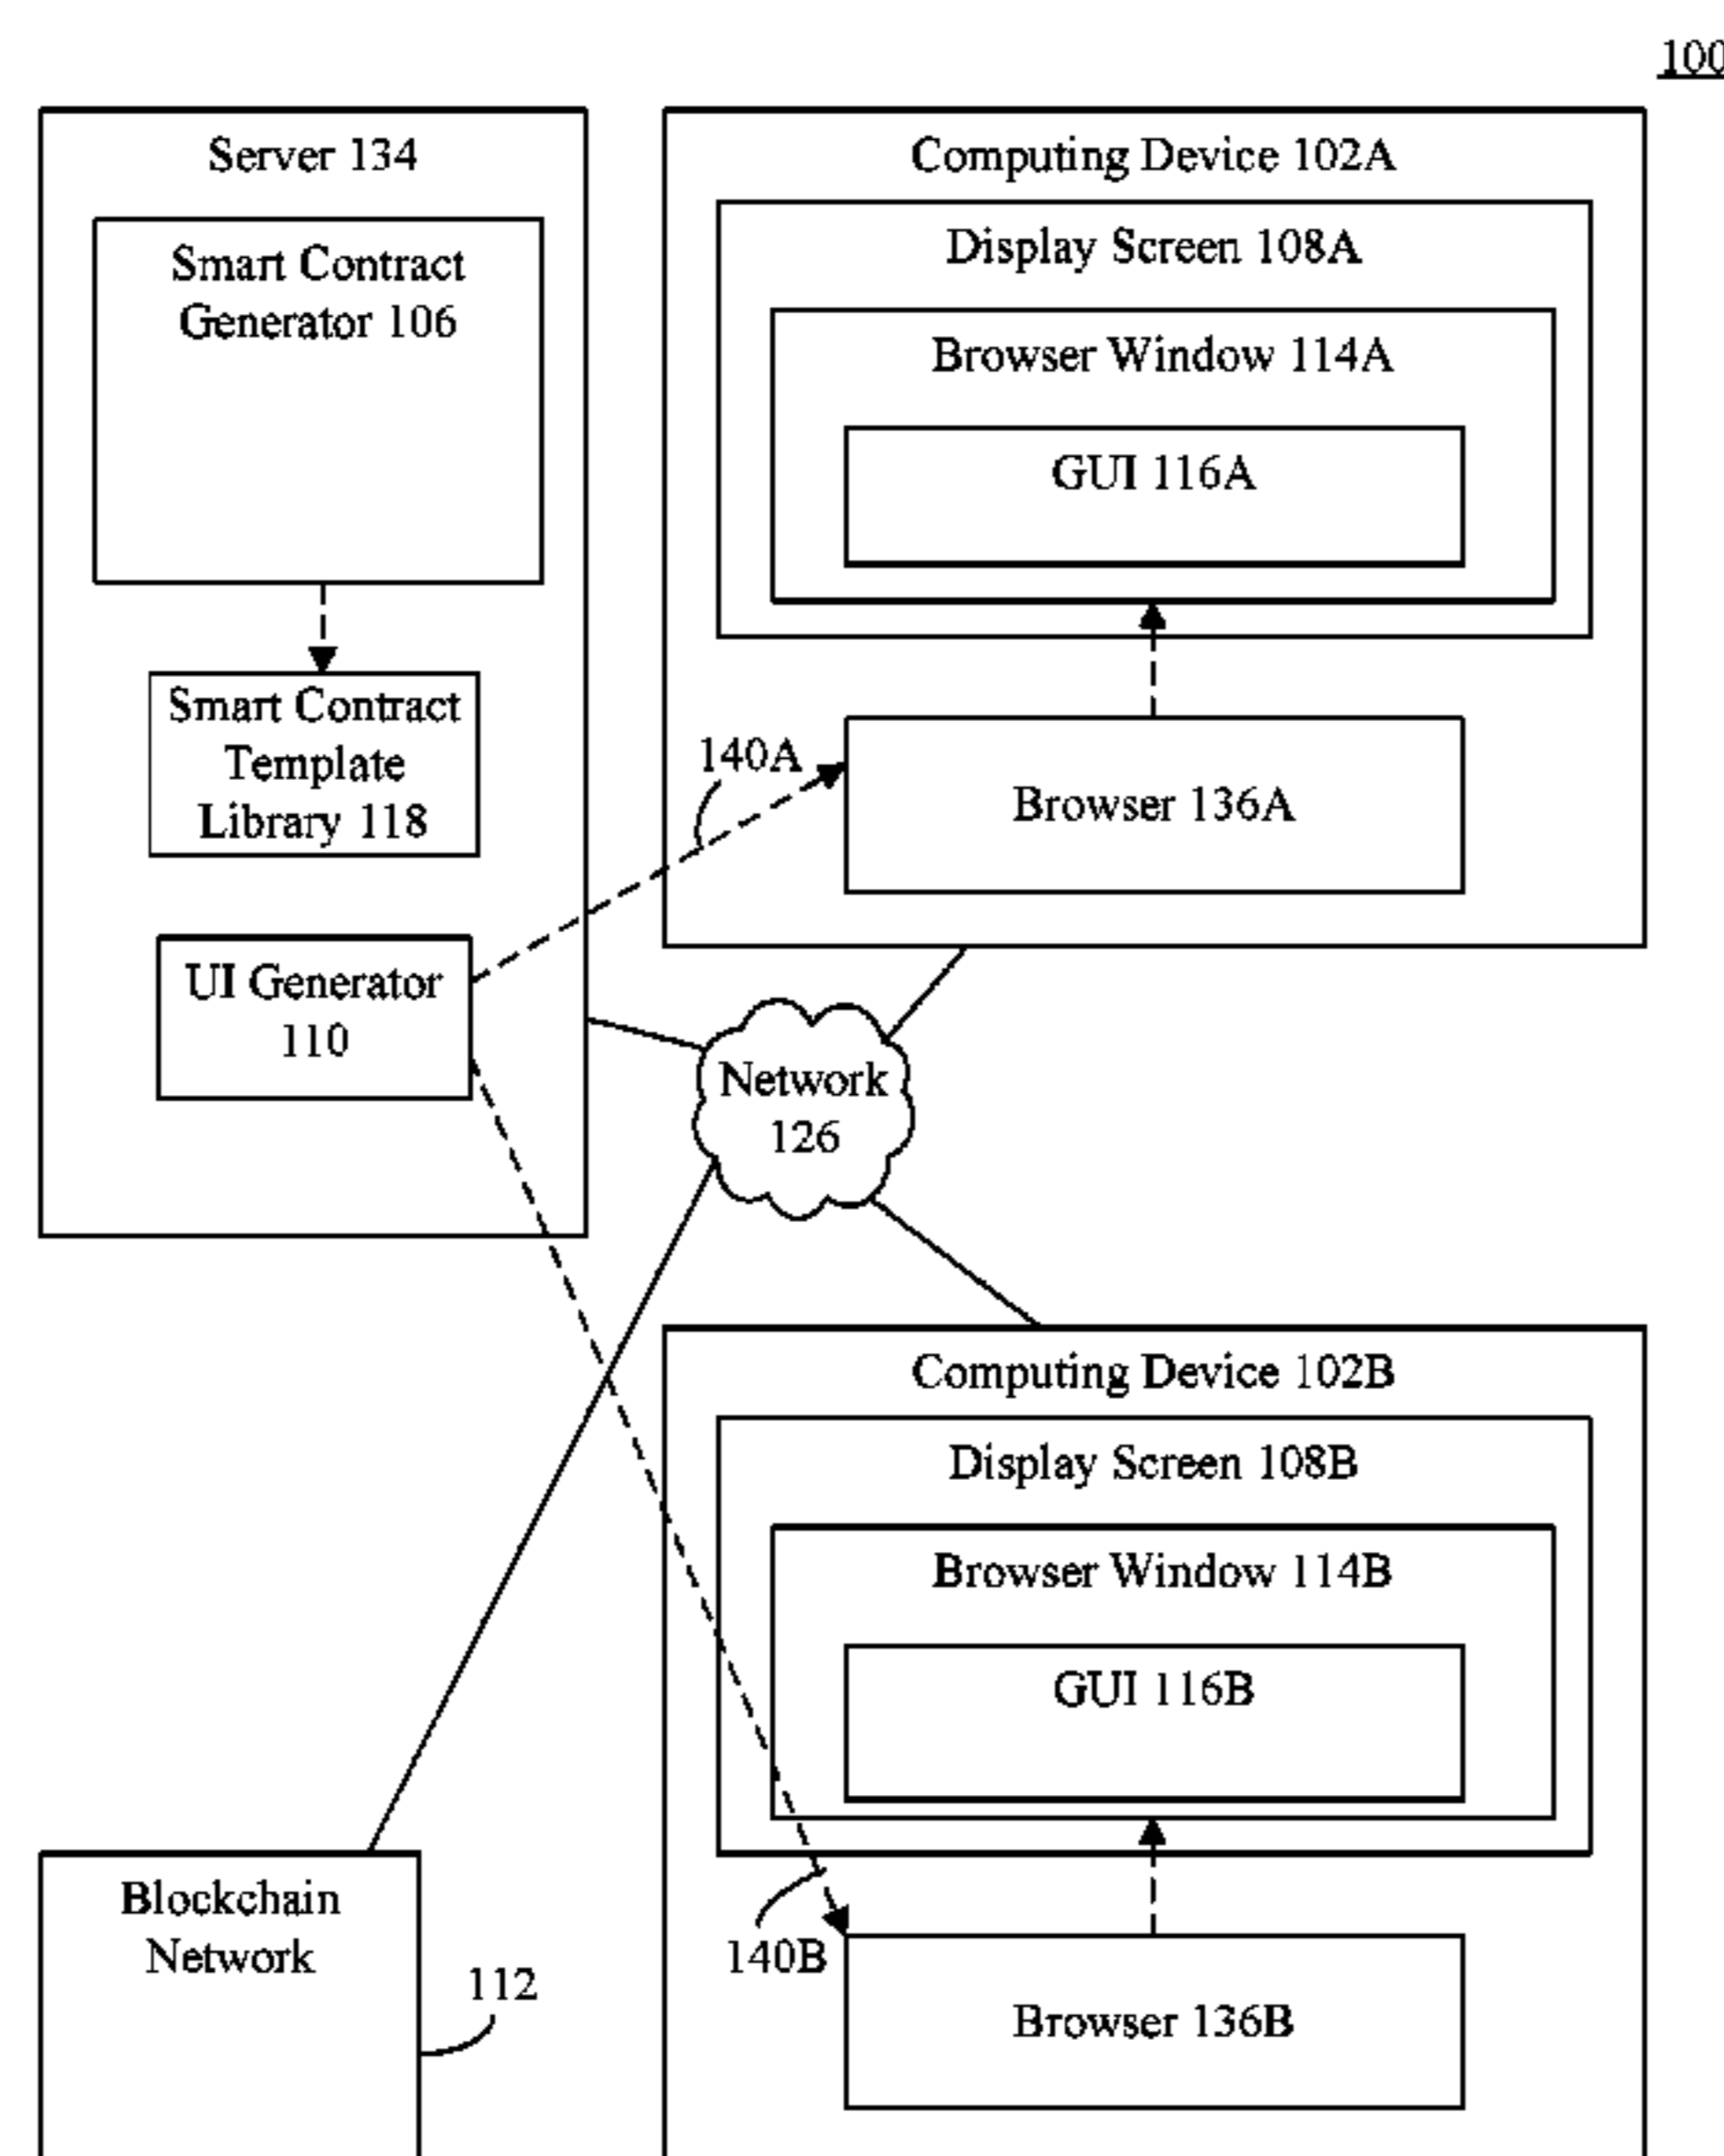 100
Server 134
Smart Contract
Generator 106
Smart Contract
Template
Library 118
UI Generator
110
Computing Device 102A
Display Screen 108A
Browser Window 114A
GUI 116A
140A
Browser 136A
Network
126
Computing Device 102B
Display Screen 108B
Browser Window 114B
GUI 116B
140B
Browser 136B
Blockchain
Network
112